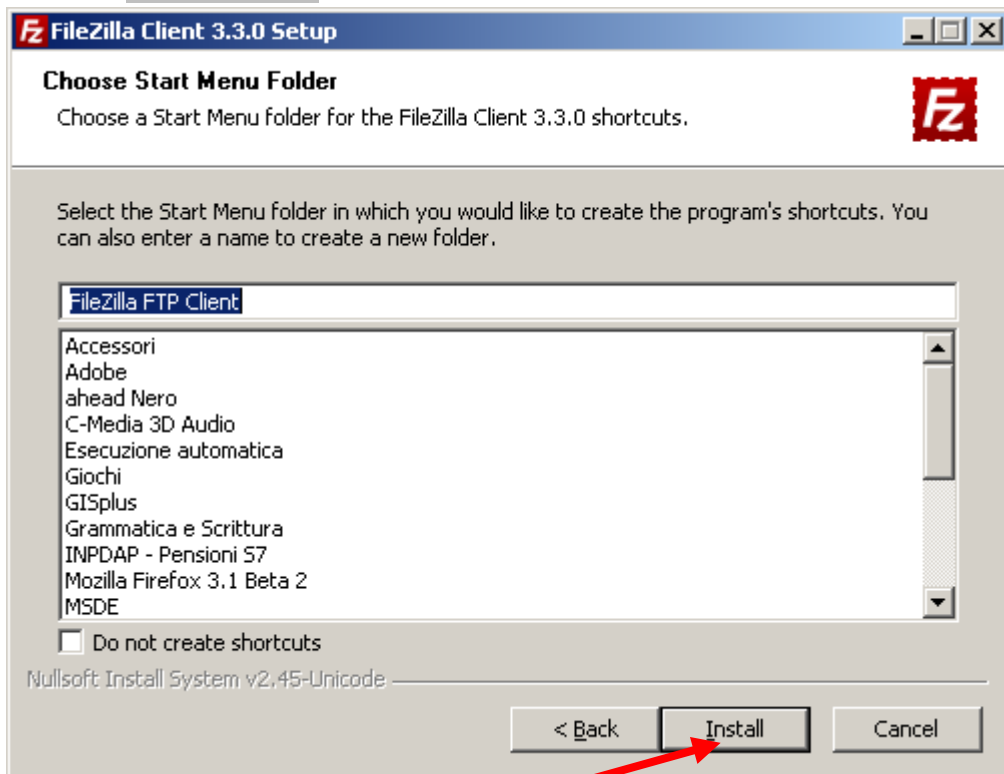 FileZilla Client 3.3.0 Setup
Choose Start Menu Folder
Choose a Start Menu folder for the FileZilla Client 3.3.0 shortcuts.
Fz
Select the Start Menu folder in which you would like to create the program's shortcuts. You
can also enter a name to create a new folder.
FileZilla FTP Client
Accessori
Adobe
ahead Nero
C-Media 3D Audio
Esecuzione automatica
Giochi
GISplus
Grammatica e Scrittura
INPDAP - Pensioni S7
Mozilla Firefox 3.1 Beta 2
MSDE
Do not create shortcuts
Nullsoft Install System v2.45-Unicode
< Back
Install
Cancel